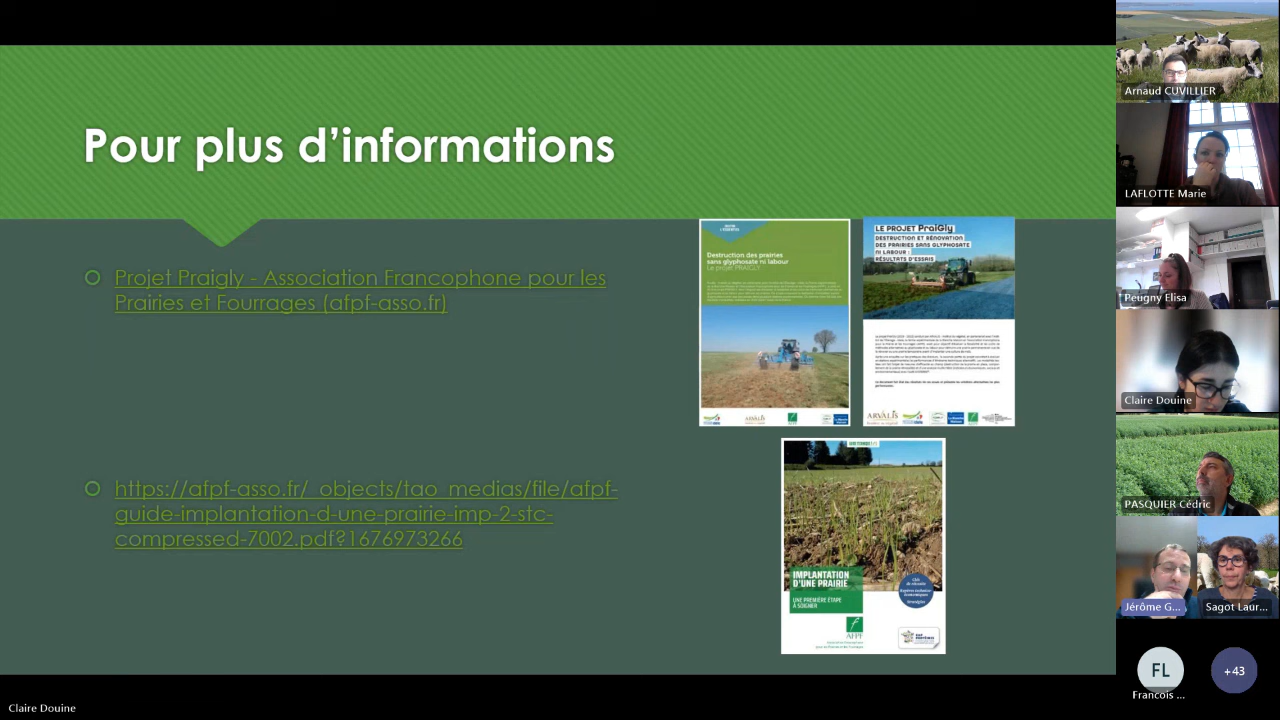 Pour plus d'informations
Projet Praigly - Association Francophone pour les
Prairies et Fourrages (afpf-asso.fr)
https://afpf-asso.fr/_objects/tao_medias/file/afpf-
guide-implantation-d-une-prairie-imp-2-stc-
compressed-7002.pdf?1676973266
Destruction des prairies
sans glyphosate ni labour
Le projet PRAIGLY
LE PROJET PraiGly
DESTRUCTION ET RÉNOVATION
DES PRAIRIES SANS GLYPHOSATE
NI LABOUR :
RÉSULTATS D'ESSAIS
ARVALIS
IMPLANTATION
D'UNE PRAIRIE
UNE PREMIÈRE ÉTAPE
À SOIGNER
AFPF
Arnaud CUVILLIER
LAFLOTTE Marie
Peugny Elisa
Claire Douine
PASQUIER Cédric
Jérôme G...
Sagot Laur...
FL
Francois ...
+43
Claire Douine